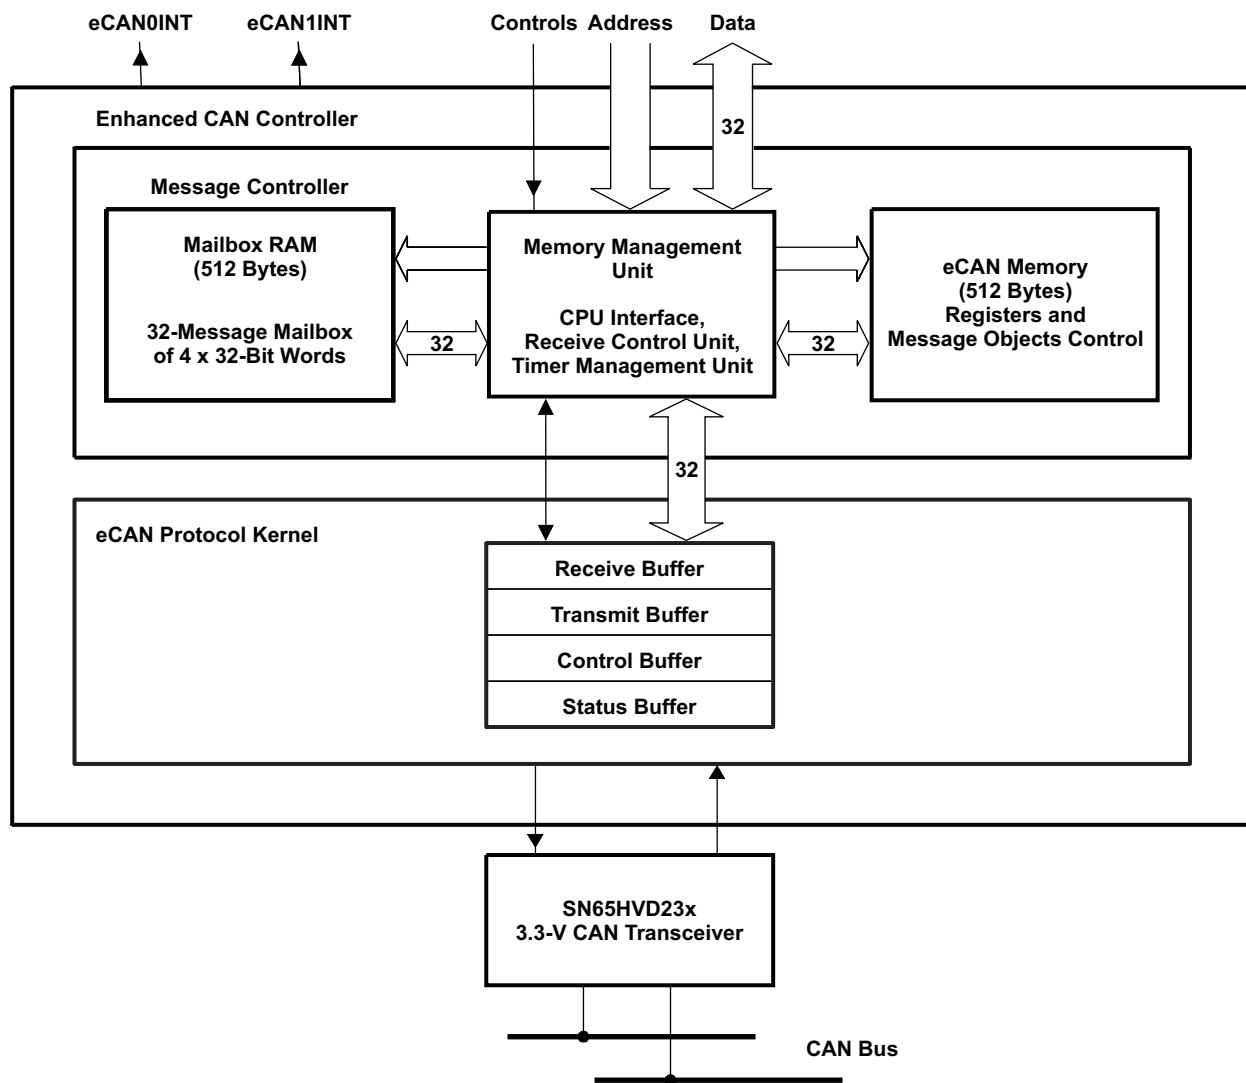 eCAN0INT
eCAN1INT
Controls
Address
Data
32
Enhanced CAN Controller
Message Controller
Mailbox RAM
(512 Bytes)
32-Message Mailbox
of 4 x 32-Bit Words
32
Memory Management
Unit
CPU Interface,
Receive Control Unit,
Timer Management Unit
32
eCAN Memory
(512 Bytes)
Registers and
Message Objects Control
32
eCAN Protocol Kernel
Receive Buffer
Transmit Buffer
Control Buffer
Status Buffer
SN65HVD23x
3.3-V CAN Transceiver
CAN Bus